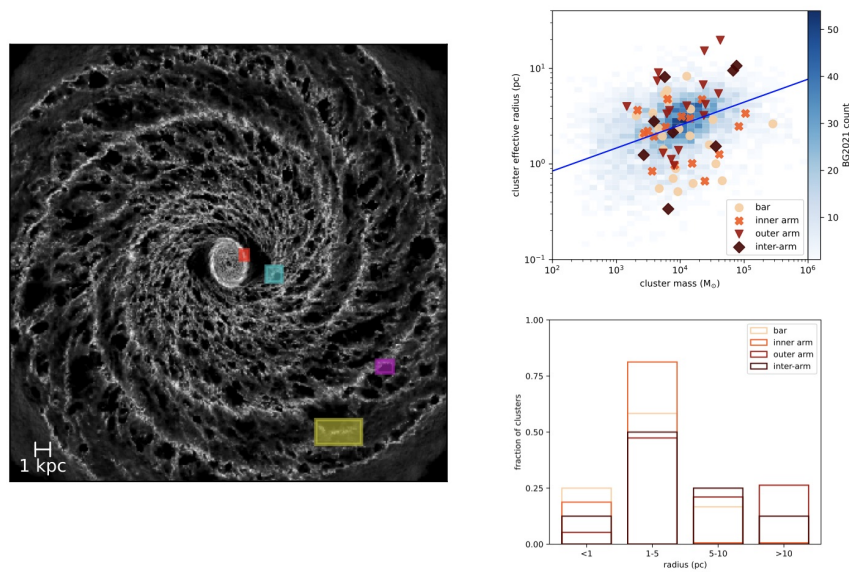 1 kpc
10¹
10⁰
10⁻¹
cluster effective radius (pc)
10² 10³ 10⁴ 10⁵ 10⁶
cluster mass (M☉)
bar
inner arm
outer arm
inter-arm
50
40
30
20
10
BG2021 count
1.00
0.75
0.50
0.25
0.00
fraction of clusters
bar
inner arm
outer arm
inter-arm
<1 1-5 5-10 >10
radius (pc)